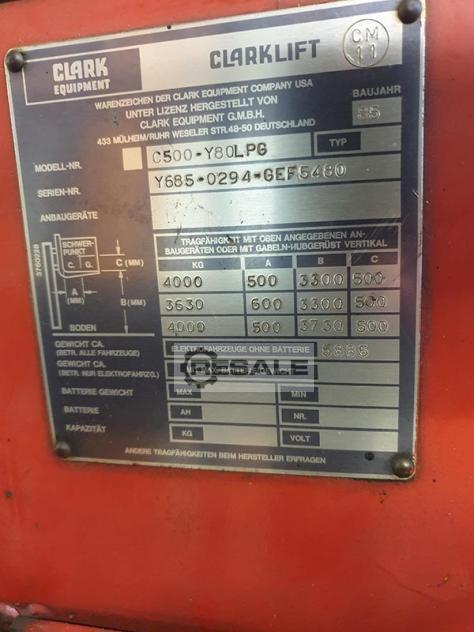 CLARK
EQUIPMENT
CLARKLIFT
CM
11
WARENZEICHEN DER CLARK EQUIPMENT COMPANY USA
UNTER LIZENZ HERGESTELLT VON
CLARK EQUIPMENT G.M.B.H.
433 MÜLHEIM/RUHR WESELER STR.48-50 DEUTSCHLAND
BAUJAHR
85
MODELL-NR.
C500-Y80LPG
TYP
SERIEN-NR.
Y685-0294-GEF5480
ANBAUGERÄTE
TRAGFÄHIGKEIT MIT OBEN ANGEGEBENEN AN-
BAUGERÄTEN ODER MIT GABELN-HUBGERÜST VERTIKAL
KG A B C
4000 500 3300 500
3630 600 3300 500
4000 500 3730 500
3760228
SCHWER-
PUNKT
C. G.
C (MM)
A
(MM)
B
(MM)
BODEN
GEWICHT CA.
(BETR. ALLE FAHRZEUGE)
ELEKTROFAHRZEUGE OHNE BATTERIE
GEWICHT CA.
(BETR. NUR ELEKTROFAHRZG.)
BATTERIE GEWICHT
MAX
MIN
BATTERIE
AH
NR.
KAPAZITÄT
KG
VOLT
ANDERE TRAGFÄHIGKEITEN BEIM HERSTELLER ERFRAGEN